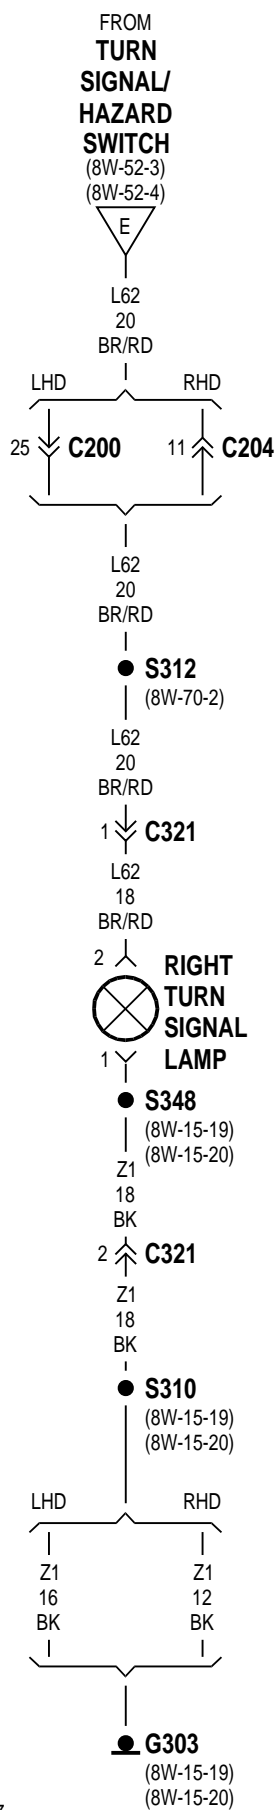 FROM
TURN
SIGNAL/
HAZARD
SWITCH
(8W-52-3)
(8W-52-4)
E
L62
20
BR/RD
LHD RHD
25 C200 11 C204
L62
20
BR/RD
S312
(8W-70-2)
L62
20
BR/RD
1 C321
L62
18
BR/RD
2 RIGHT
TURN
SIGNAL
1 LAMP
S348
(8W-15-19)
(8W-15-20)
Z1
18
BK
2 C321
Z1
18
BK
S310
(8W-15-19)
(8W-15-20)
LHD RHD
Z1 Z1
16 12
BK BK
G303
(8W-15-19)
(8W-15-20)